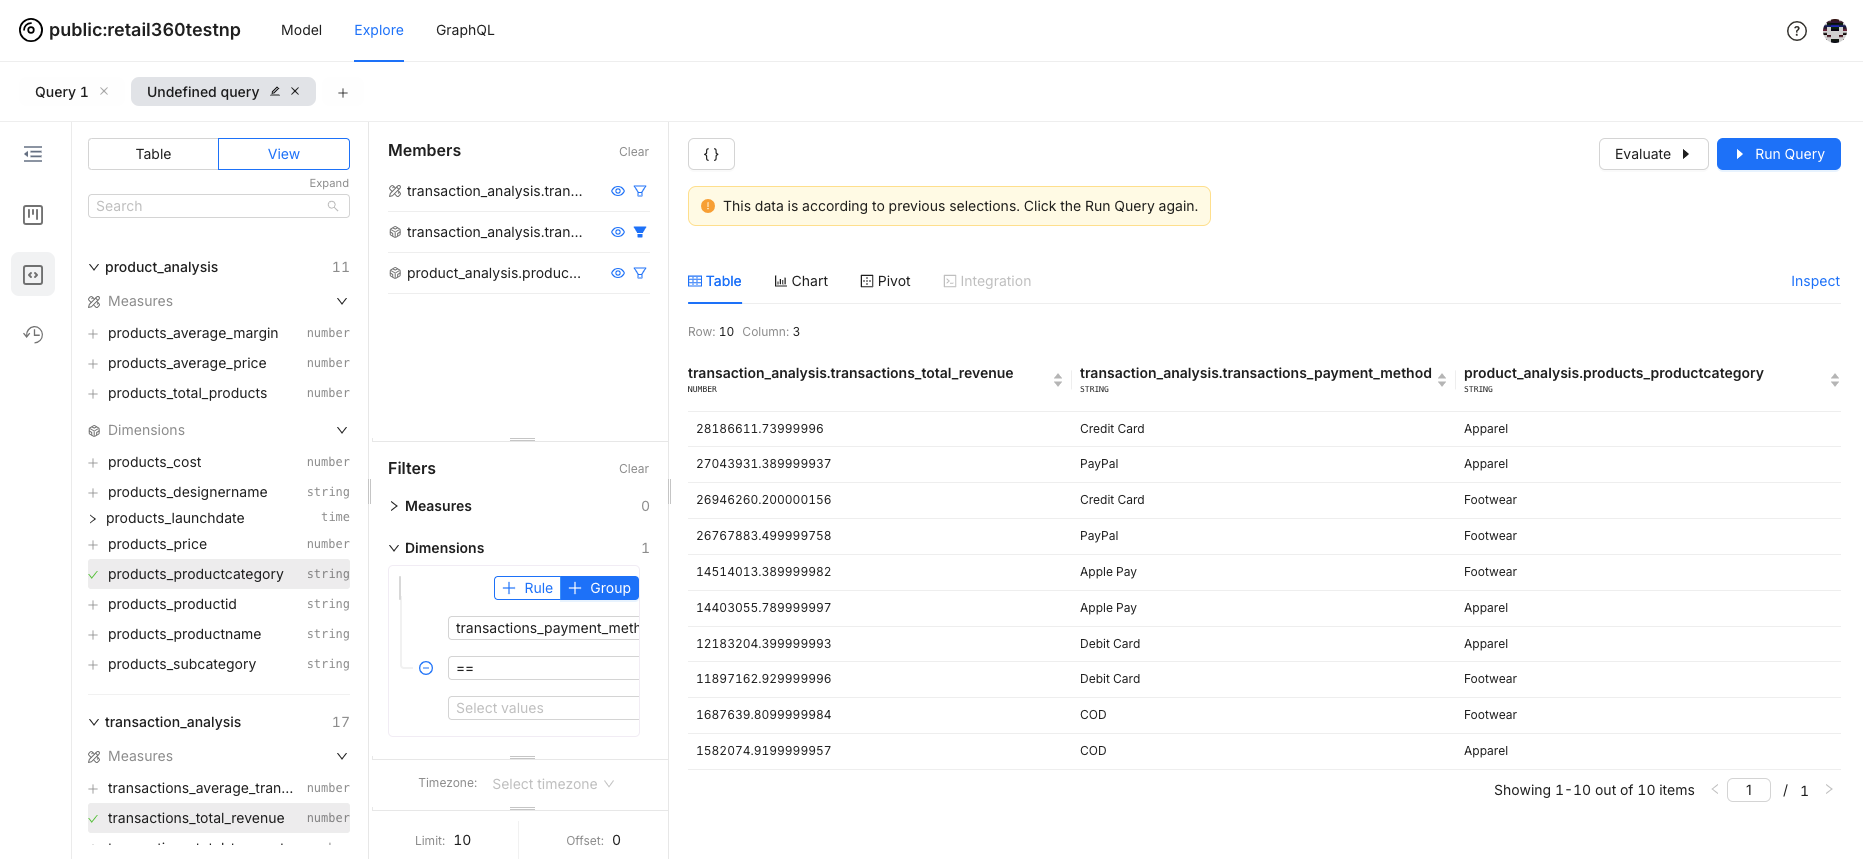 public:retail360testnp
Model
Explore
GraphQL
Query 1
Undefined query
Table
View
Expand
Search
product_analysis 11
Measures
products_average_margin number
products_average_price number
products_total_products number
Dimensions
products_cost number
products_designername string
products_launchdate time
products_price number
products_productcategory string
products_productid string
products_productname string
products_subcategory string
transaction_analysis 17
Measures
transactions_average_tran... number
transactions_total_revenue number
Members Clear
transaction_analysis.tran...
transaction_analysis.tran...
product_analysis.produc...
Filters Clear
Measures 0
Dimensions 1
Rule
Group
transactions_payment_meth
==
Select values
Timezone: Select timezone
Limit: 10
Offset: 0
{ }
Evaluate
Run Query
This data is according to previous selections. Click the Run Query again.
Table
Chart
Pivot
Integration
Inspect
Row: 10 Column: 3
transaction_analysis.transactions_total_revenue transaction_analysis.transactions_payment_method product_analysis.products_productcategory
NUMBER STRING STRING
28186611.73999996 Credit Card Apparel
27043931.389999937 PayPal Apparel
26946260.200000156 Credit Card Footwear
26767883.499999758 PayPal Footwear
14514013.389999982 Apple Pay Footwear
14403055.789999997 Apple Pay Apparel
12183204.399999993 Debit Card Apparel
11897162.929999996 Debit Card Footwear
1687639.8099999984 COD Footwear
1582074.9199999957 COD Apparel
Showing 1-10 out of 10 items 1 / 1